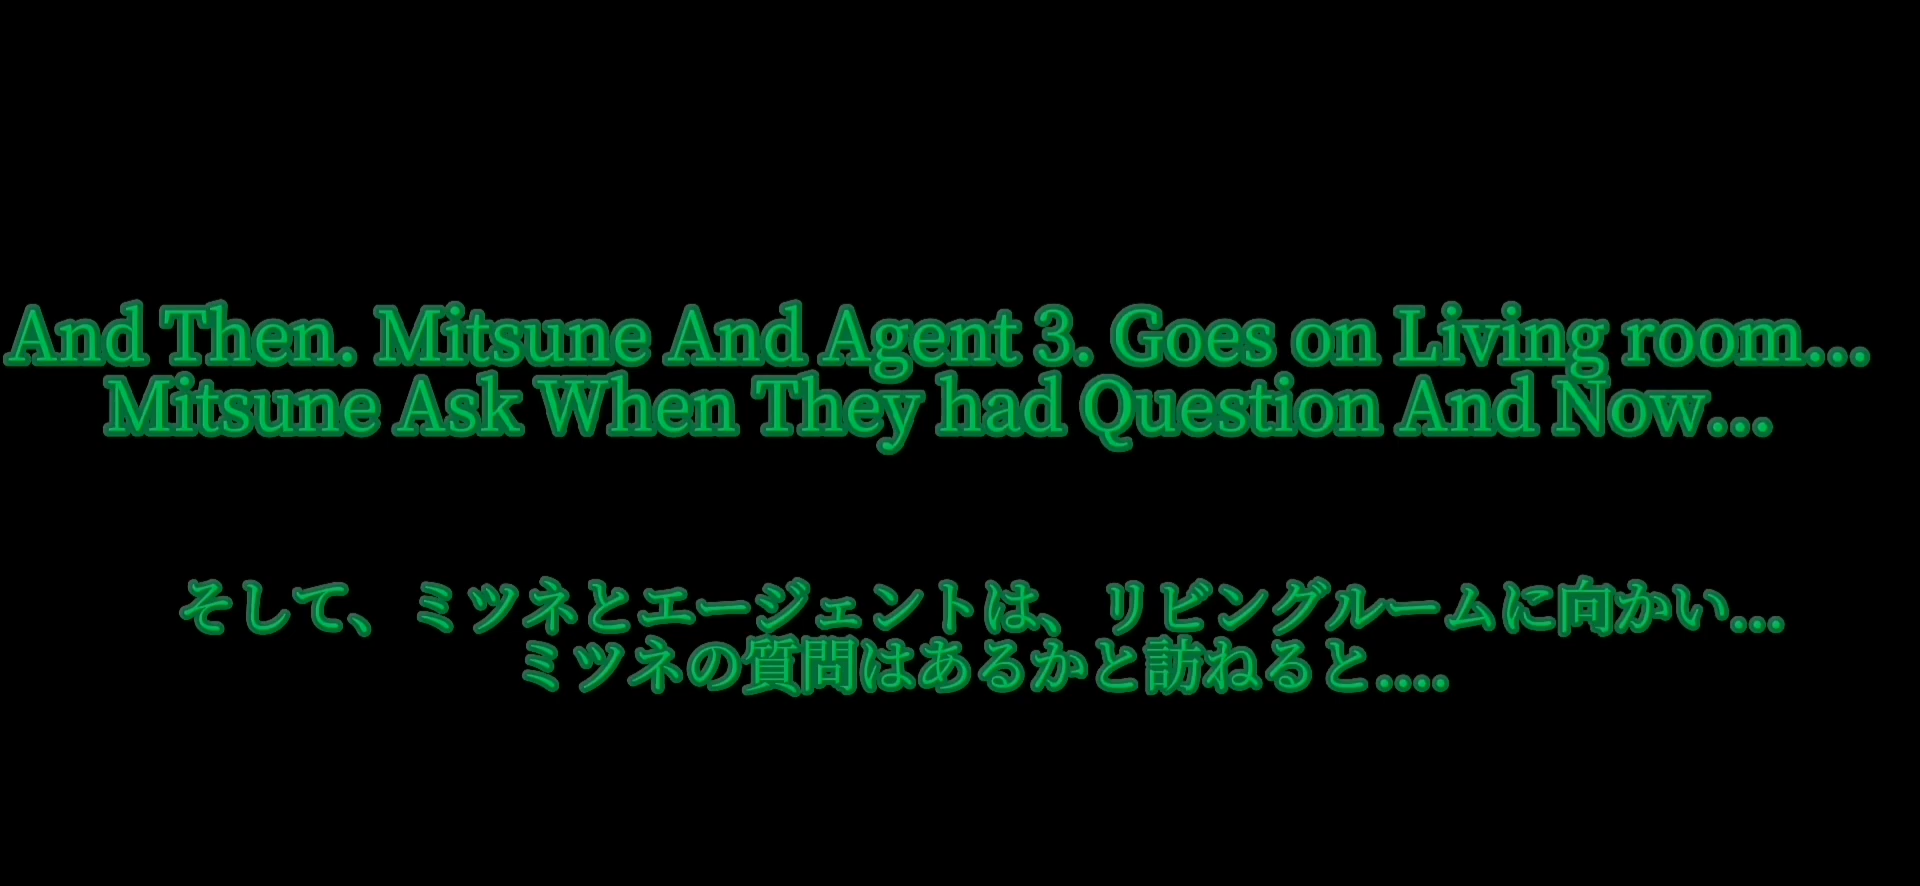 And Then. Mitsune And Agent 3. Goes on Living room...
Mitsune Ask When They had Question And Now...
そして、ミツネとエージェントは、リビングルームに向かい...
ミツネの質問はあるかと訪ねると....